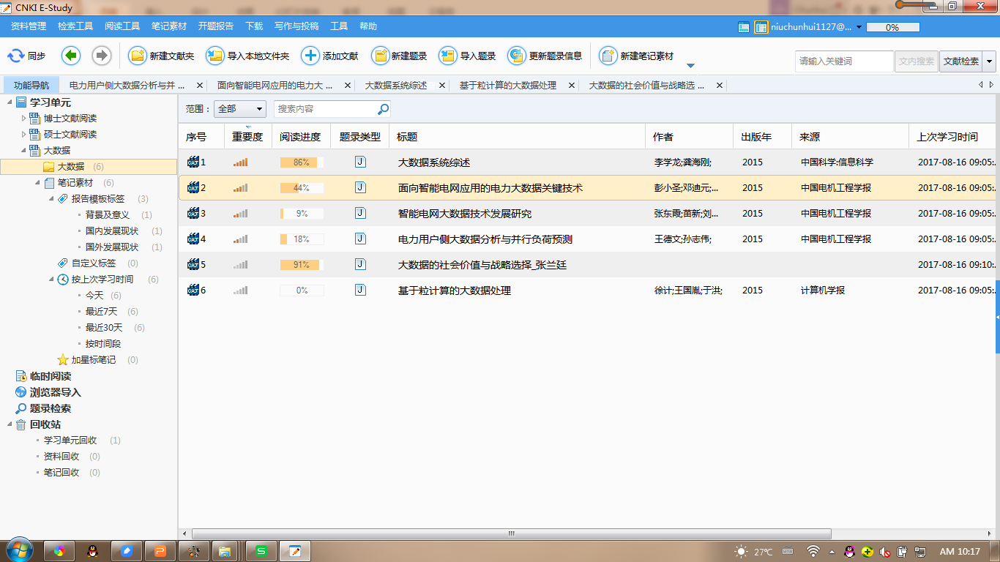 CNKI E-Study
资料管理 检索工具 阅读工具 笔记素材 开题报告 下载 写作与投稿 工具 帮助 niuchunhui1127@... 0%
同步 新建文献夹 导入本地文件夹 添加文献 新建题录 导入题录 更新题录信息 新建笔记素材 请输入关键词 文内搜索 文献检索
功能导航 电力用户侧大数据分析与并 ... 面向智能电网应用的电力大 ... 大数据系统综述 基于粒计算的大数据处理 大数据的社会价值与战略选 ...
学习单元
博士文献阅读
硕士文献阅读
大数据
大数据 (6)
笔记素材 (6)
报告模板标签 (3)
背景及意义 (1)
国内发展现状 (1)
国外发展现状 (1)
自定义标签 (0)
按上次学习时间 (6)
今天 (6)
最近7天 (6)
最近30天 (6)
按时间段
加星标笔记 (0)
临时阅读
浏览器导入
题录检索
回收站
学习单元回收 (1)
资料回收 (0)
笔记回收 (0)
范围： 全部 搜索内容
序号 重要度 阅读进度 题录类型 标题 作者 出版年 来源 上次学习时间
CAJ 1 86% J 大数据系统综述 李学龙;龚海刚; 2015 中国科学:信息科学 2017-08-16 09:05:..
CAJ 2 44% J 面向智能电网应用的电力大数据关键技术 彭小圣;邓迪元;... 2015 中国电机工程学报 2017-08-16 09:05:..
CAJ 3 9% J 智能电网大数据技术发展研究 张东霞;苗新;刘... 2015 中国电机工程学报 2017-08-16 09:05:..
CAJ 4 18% J 电力用户侧大数据分析与并行负荷预测 王德文;孙志伟; 2015 中国电机工程学报 2017-08-16 09:05:..
CAJ 5 91% J 大数据的社会价值与战略选择_张兰廷 2017-08-16 09:10:..
CAJ 6 0% J 基于粒计算的大数据处理 徐计;王国胤;于洪; 2015 计算机学报 2017-08-16 09:05:..
27℃ AM 10:17